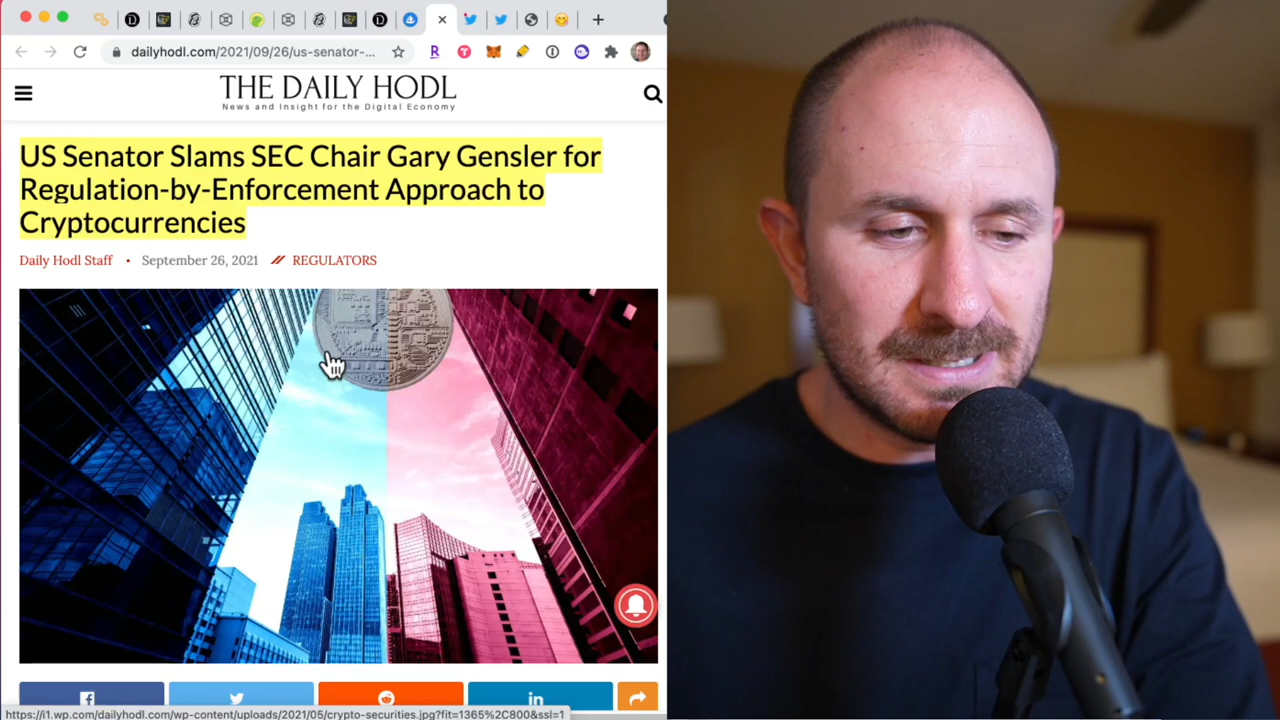 dailyhodl.com/2021/09/26/us-senator-...
THE DAILY HODL
News and Insight for the Digital Economy
US Senator Slams SEC Chair Gary Gensler for
Regulation-by-Enforcement Approach to
Cryptocurrencies
Daily Hodl Staff • September 26, 2021 // REGULATORS
https://i1.wp.com/dailyhodl.com/wp-content/uploads/2021/05/crypto-securities.jpg?fit=1365%2C800&ssl=1